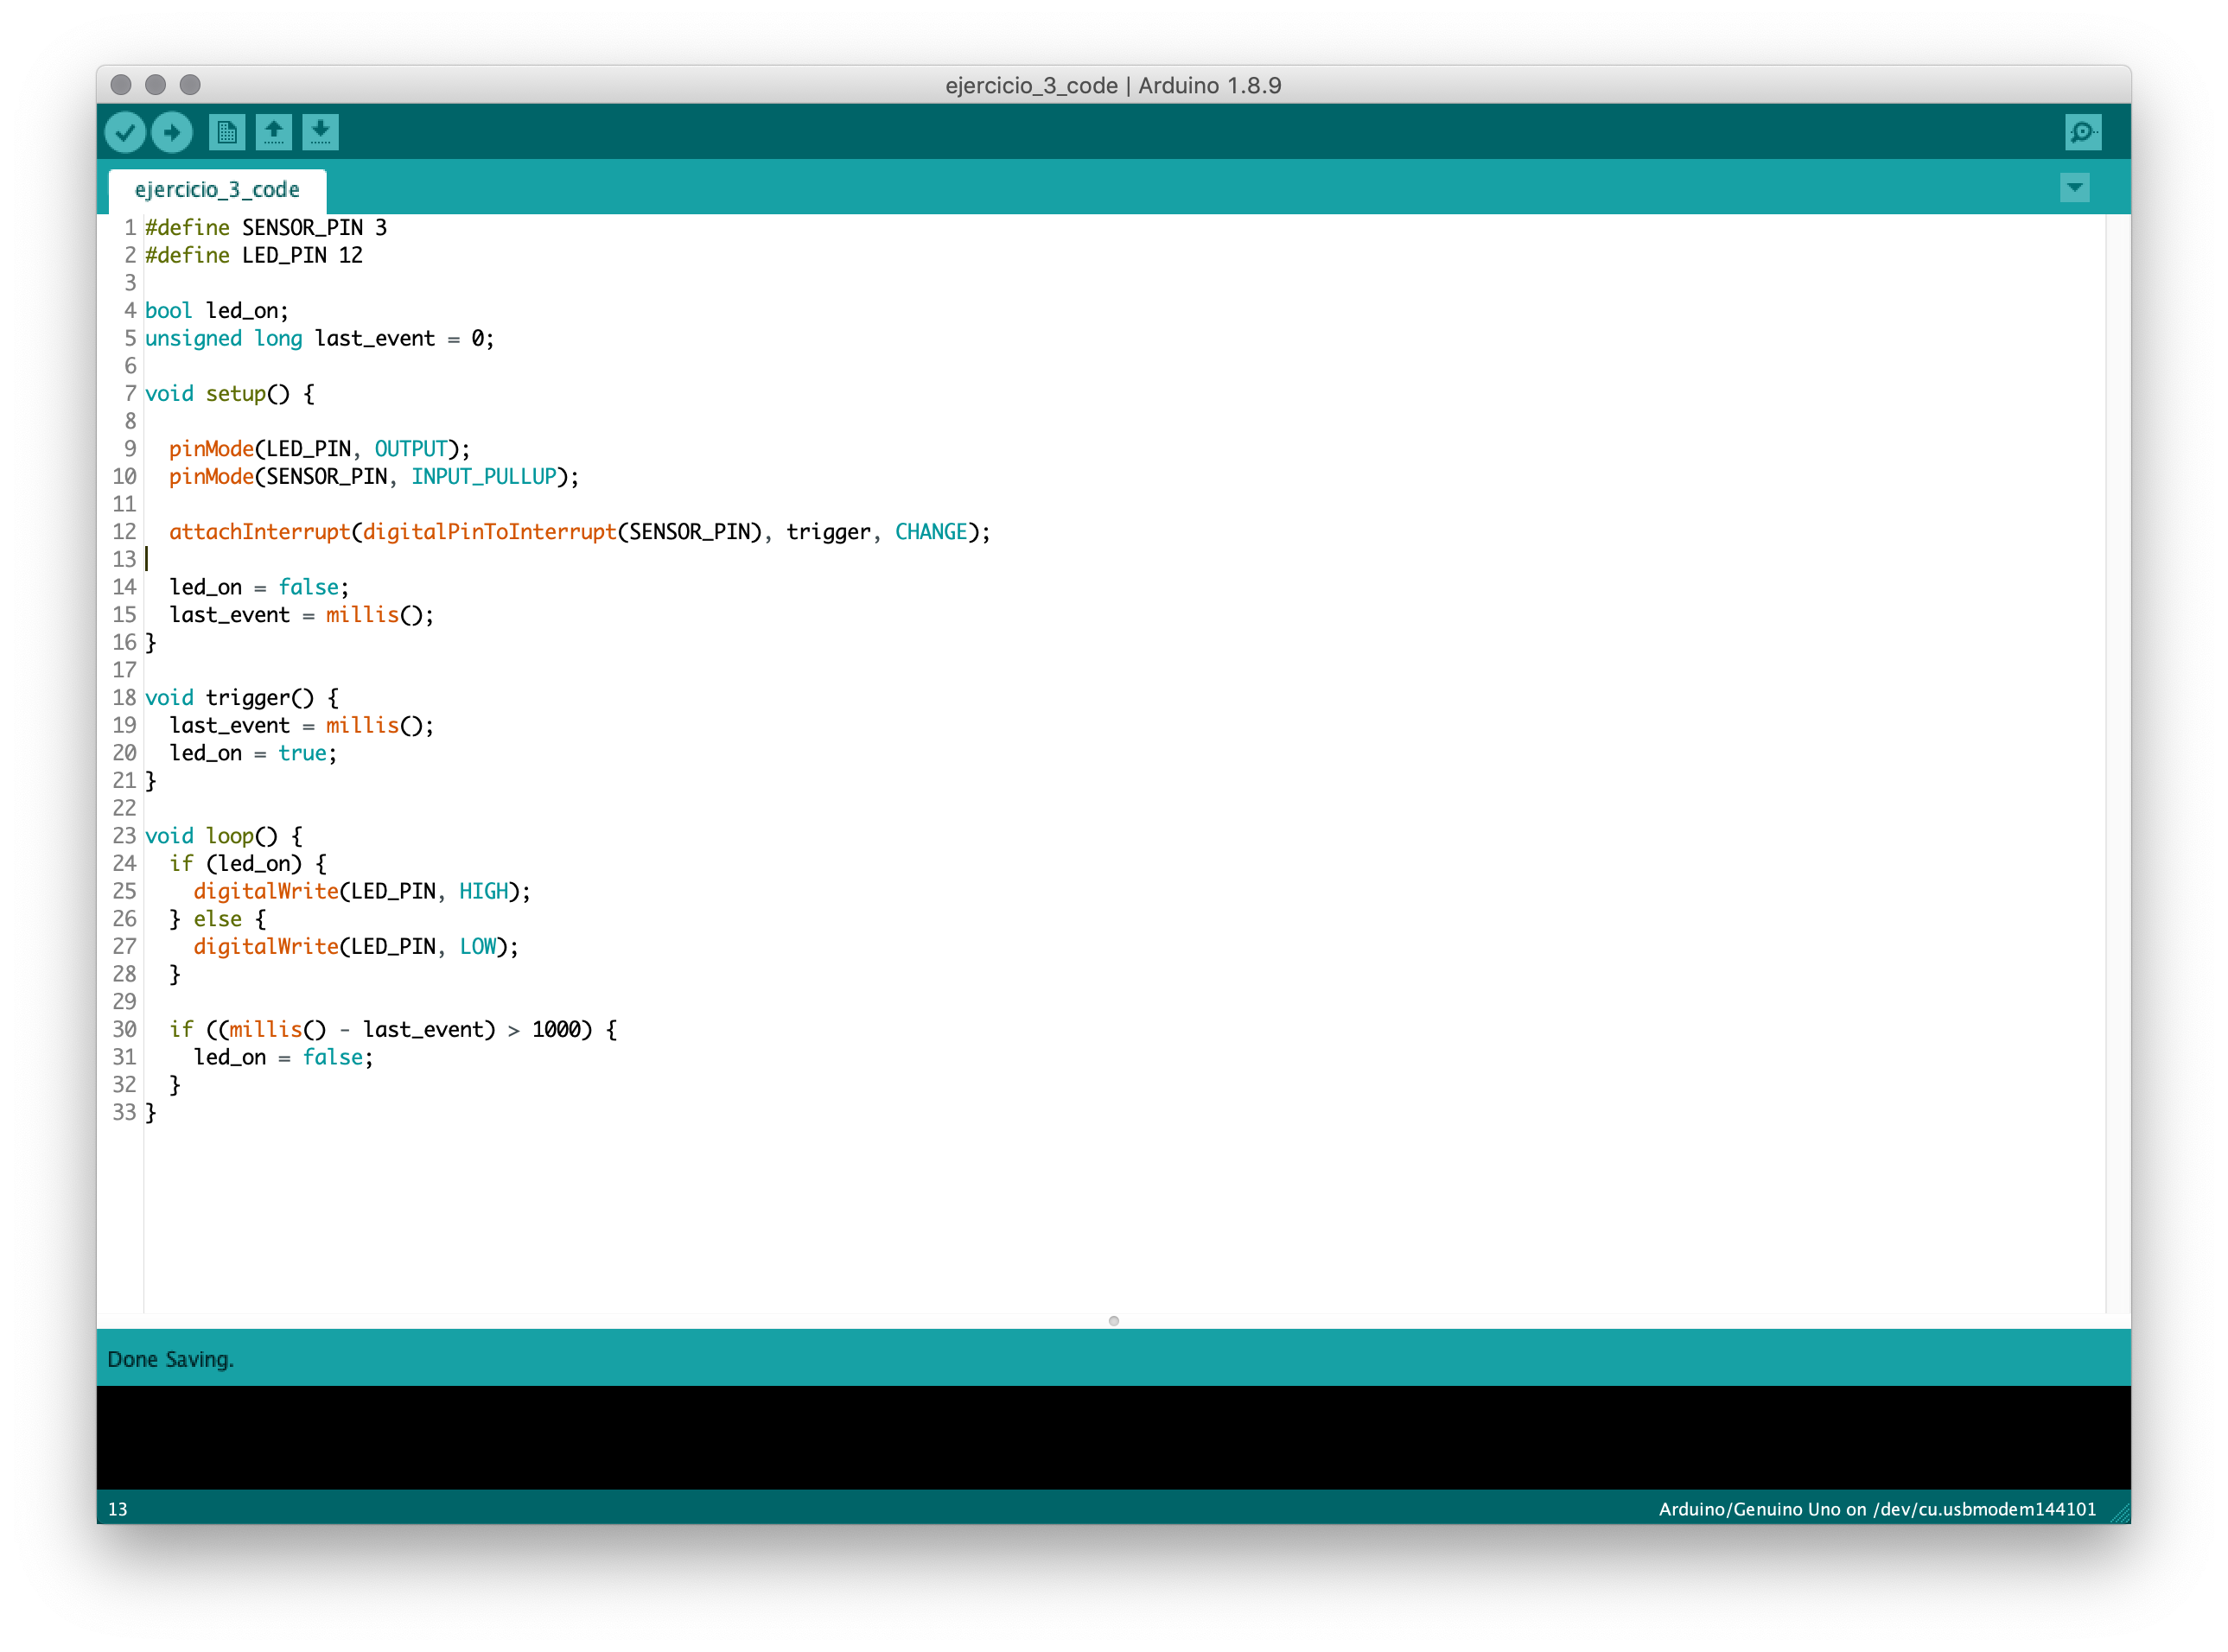 ejercicio_3_code | Arduino 1.8.9
ejercicio_3_code
1 #define SENSOR_PIN 3
2 #define LED_PIN 12
3
4 bool led_on;
5 unsigned long last_event = 0;
6
7 void setup() {
8
9   pinMode(LED_PIN, OUTPUT);
10   pinMode(SENSOR_PIN, INPUT_PULLUP);
11
12   attachInterrupt(digitalPinToInterrupt(SENSOR_PIN), trigger, CHANGE);
13
14   led_on = false;
15   last_event = millis();
16 }
17
18 void trigger() {
19   last_event = millis();
20   led_on = true;
21 }
22
23 void loop() {
24   if (led_on) {
25     digitalWrite(LED_PIN, HIGH);
26   } else {
27     digitalWrite(LED_PIN, LOW);
28   }
29
30   if ((millis() - last_event) > 1000) {
31     led_on = false;
32   }
33 }
Done Saving.
13 Arduino/Genuino Uno on /dev/cu.usbmodem144101